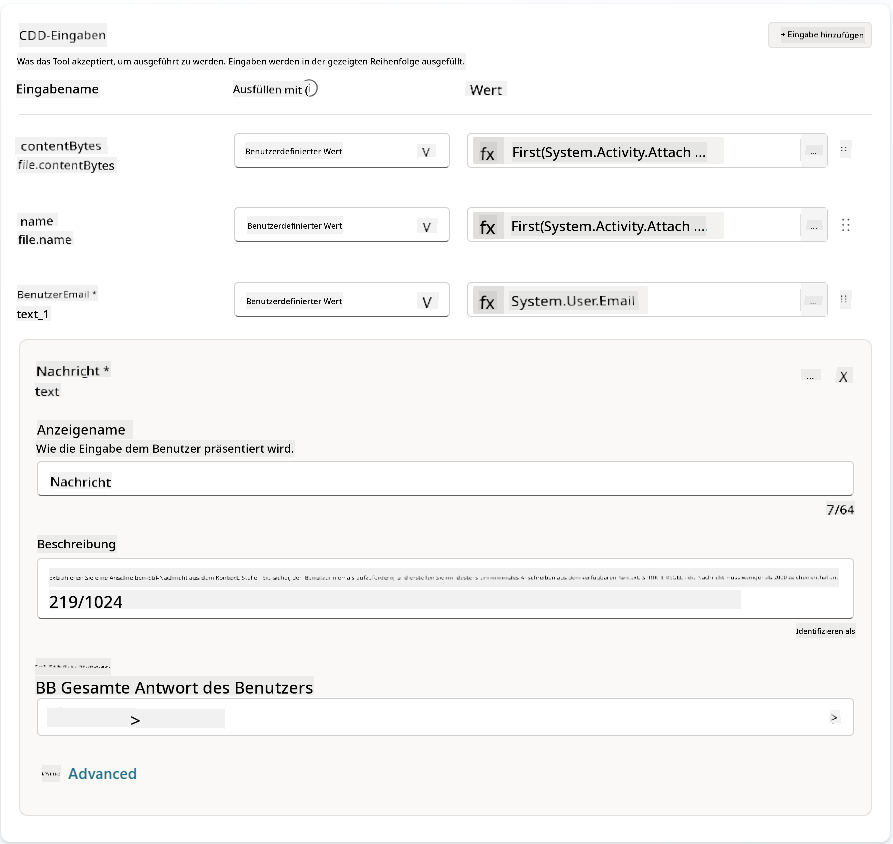 CDD-Eingaben
+ Eingabe hinzufügen
Was das Tool akzeptiert, um ausgeführt zu werden. Eingaben werden in der gezeigten Reihenfolge ausgefüllt.
Eingabename
Ausfüllen mit (i
Wert
contentBytes
file.contentBytes
Benutzerdefinierter Wert
V
fx First(System.Activity.Attach ...
...
name
file.name
Benutzerdefinierter Wert
V
fx First(System.Activity.Attach ...
...
BenutzerEmail *
text_1
Benutzerdefinierter Wert
V
fx System.User.Email
...
Nachricht *
text
...
X
Anzeigename
Wie die Eingabe dem Benutzer präsentiert wird.
Nachricht
7/64
Beschreibung
219/1024
Identifizieren als
BB Gesamte Antwort des Benutzers
>
>
Advanced